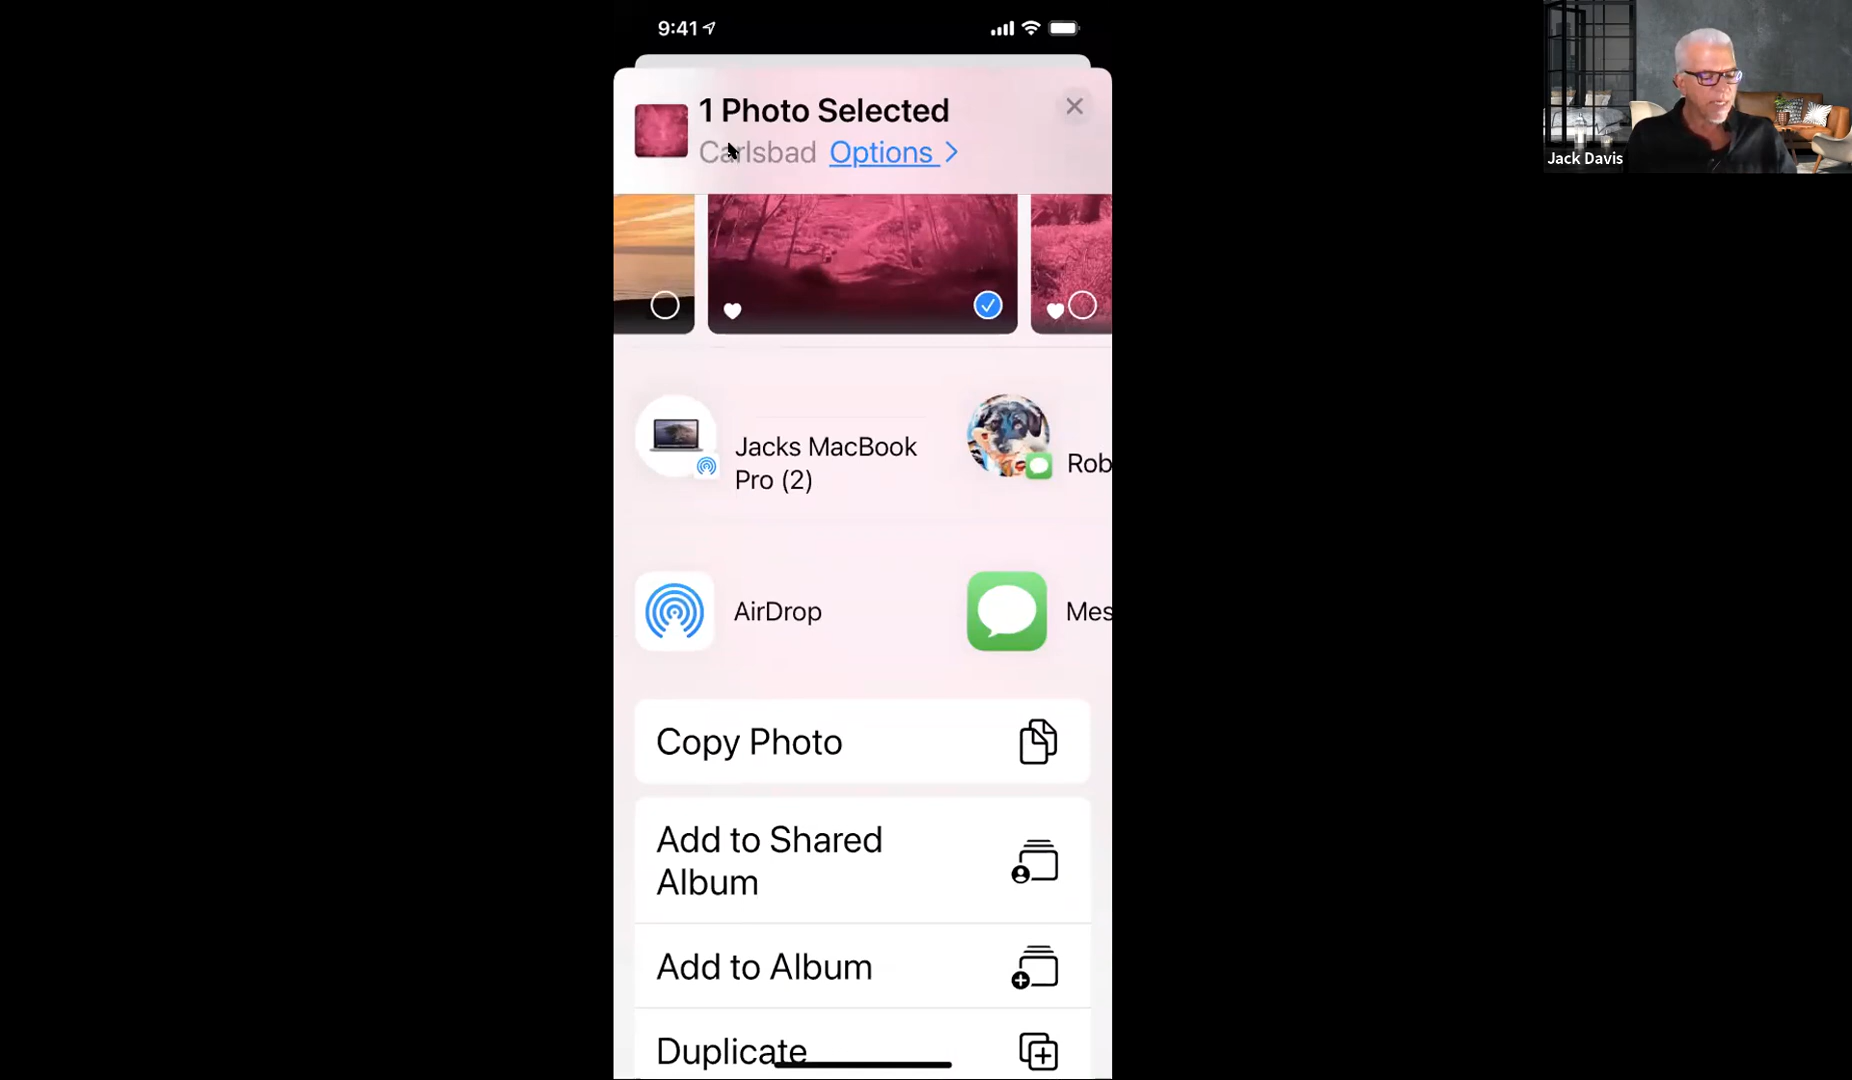 9:41
1 Photo Selected
Carlsbad Options
Jack Davis
Jacks MacBook
Pro (2)
Rob
AirDrop
Mes
Copy Photo
Add to Shared
Album
Add to Album
Duplicate